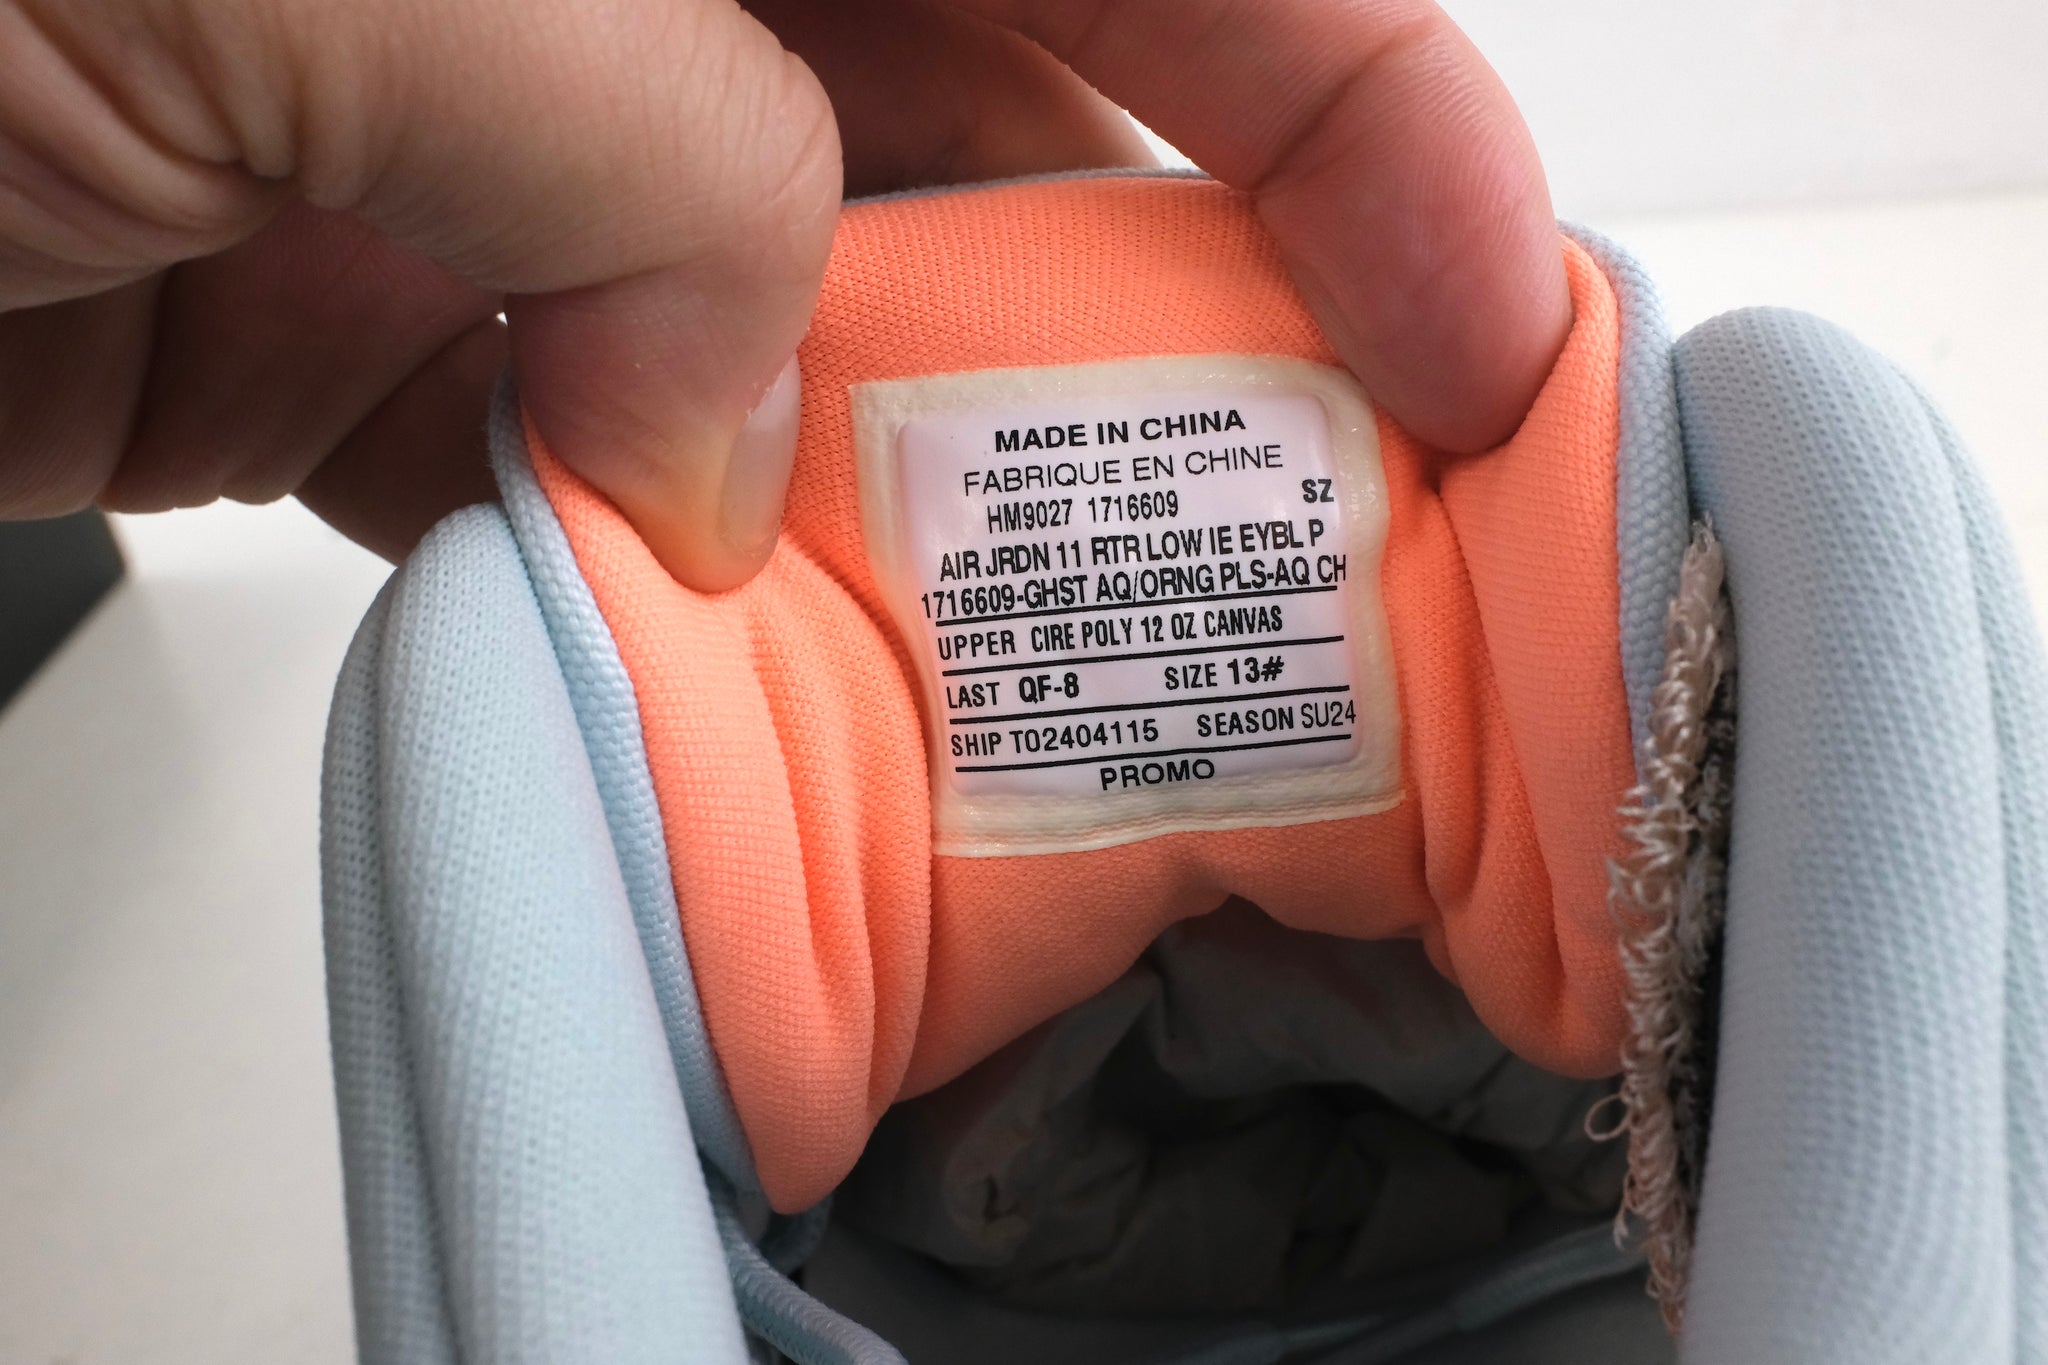 MADE IN CHINA
FABRIQUE EN CHINE
HM9027 1716609 SZ
AIR JRDN 11 RTR LOW IE EYBL P
1716609-GHST AQ/ORNG PLS-AQ CH
UPPER CIRE POLY 12 OZ CANVAS
LAST QF-8 SIZE 13#
SHIP TO2404115 SEASON SU24
PROMO